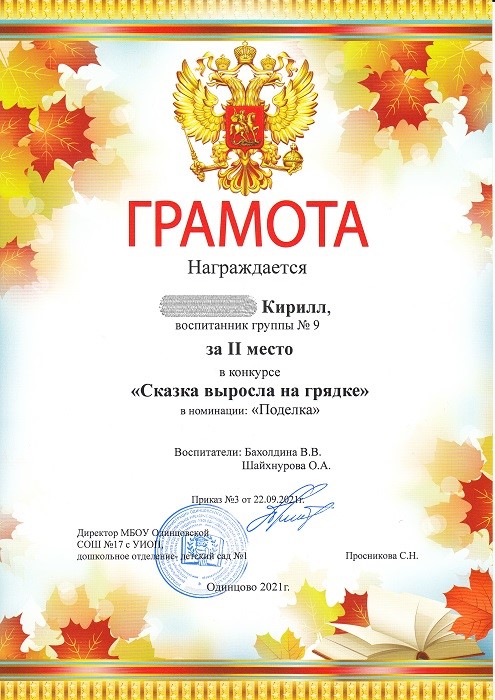 ГРАМОТА
Награждается
Кирилл,
воспитанник группы № 9
за II место
в конкурсе
«Сказка выросла на грядке»
в номинации: «Поделка»
Воспитатели: Бахолдина В.В.
Шайхнурова О.А.
Приказ №3 от 22.09.2021г.
Директор МБОУ Одинцовской
СОШ №17 с УИОП,
дошкольное отделение- детский сад №1
Просникова С.Н.
Одинцово 2021г.